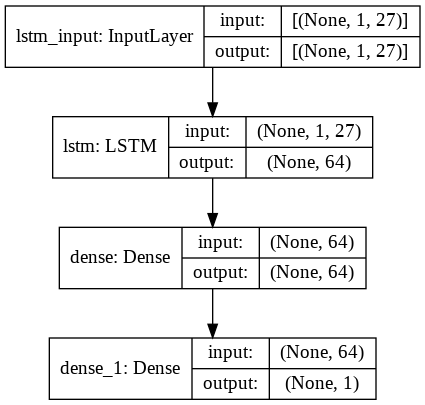 lstm_input: InputLayer
input: [(None, 1, 27)]
output: [(None, 1, 27)]
lstm: LSTM
input: (None, 1, 27)
output: (None, 64)
dense: Dense
input: (None, 64)
output: (None, 64)
dense_1: Dense
input: (None, 64)
output: (None, 1)